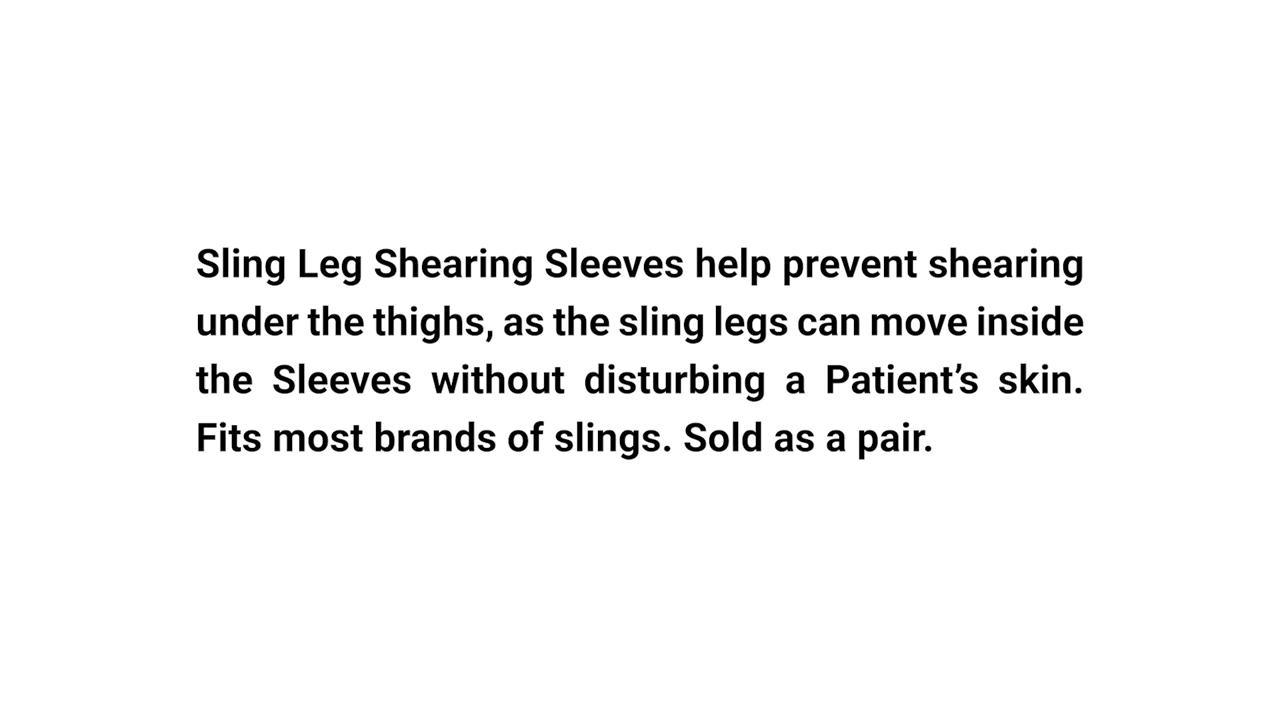 Sling Leg Shearing Sleeves help prevent shearing
under the thighs, as the sling legs can move inside
the Sleeves without disturbing a Patient’s skin.
Fits most brands of slings. Sold as a pair.